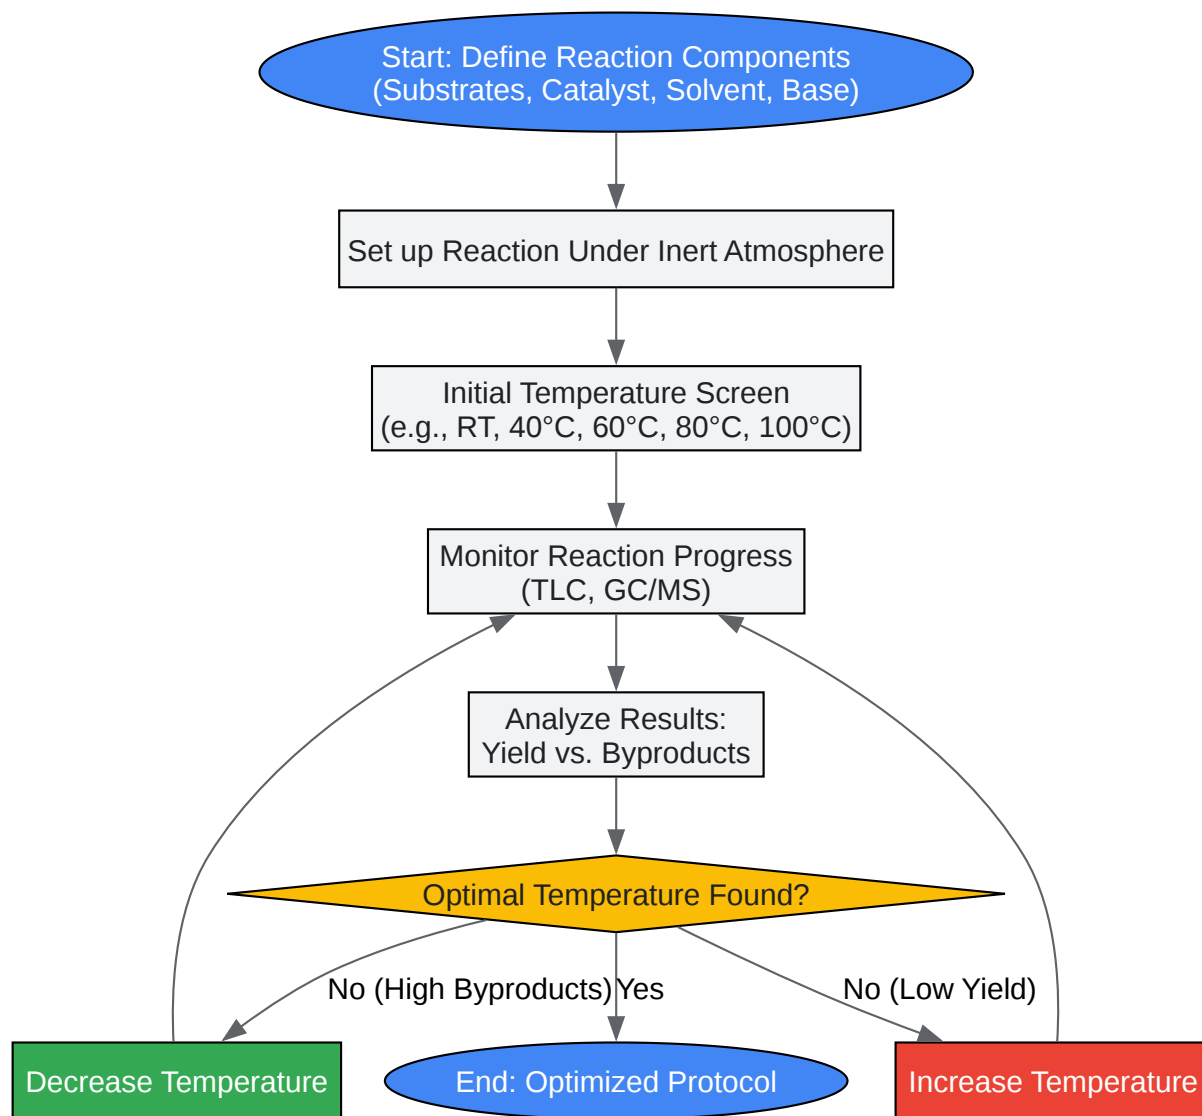 Start: Define Reaction Components
(Substrates, Catalyst, Solvent, Base)
Set up Reaction Under Inert Atmosphere
Initial Temperature Screen
(e.g., RT, 40°C, 60°C, 80°C, 100°C)
Monitor Reaction Progress
(TLC, GC/MS)
Analyze Results:
Yield vs. Byproducts
Optimal Temperature Found?
No (High Byproducts)
Yes
No (Low Yield)
Decrease Temperature
End: Optimized Protocol
Increase Temperature